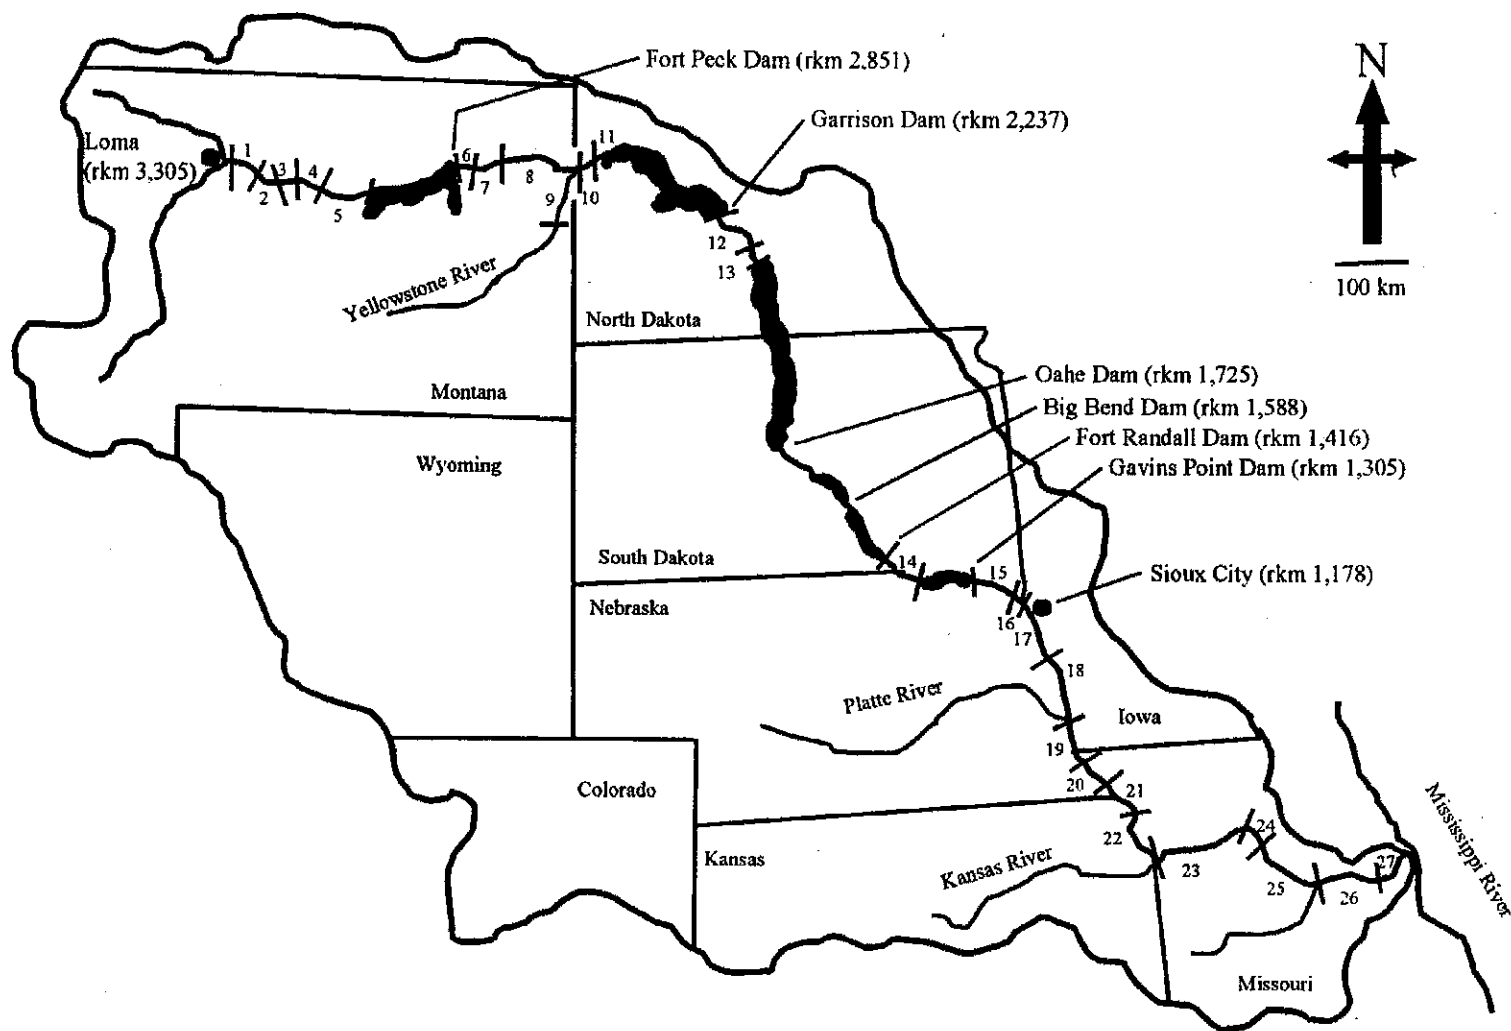 Fort Peck Dam (rkm 2.851)
N
Garrison Dam (rkm 2,237)
Loma
(rkm 3,305)
1
2
3
4
5
6
7
8
9
10
11
100 km
12
13
Yellowstone River
North Dakota
Montana
Oahe Dam (rkm 1,725)
Big Bend Dam (rkm 1,588)
Fort Randall Dam (rkm 1,416)
Gavins Point Dam (rkm 1,305)
Wyoming
South Dakota
14
15
Sioux City (rkm 1,178)
Nebraska
16
17
18
Platte River
Iowa
19
20
21
Colorado
22
Mississippi River
Kansas
Kansas River
23
24
25
26
27
Missouri